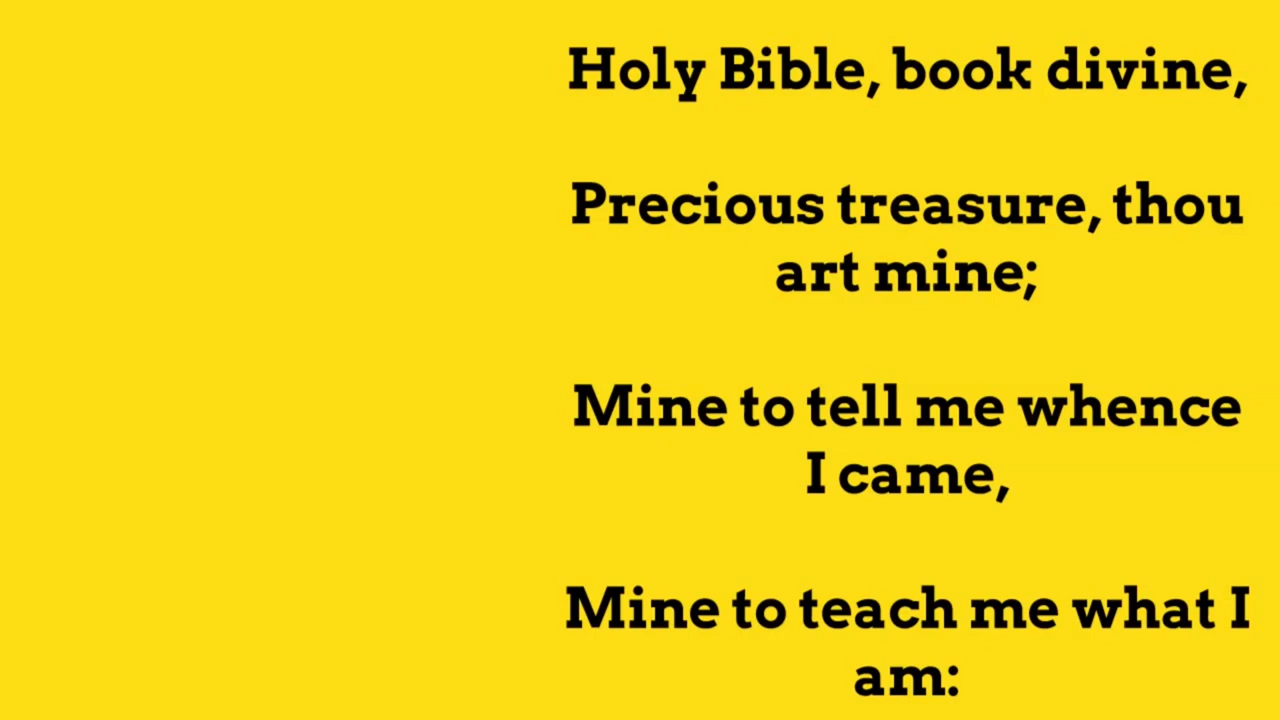 Holy Bible, book divine,
Precious treasure, thou
art mine;
Mine to tell me whence
I came,
Mine to teach me what I
am: